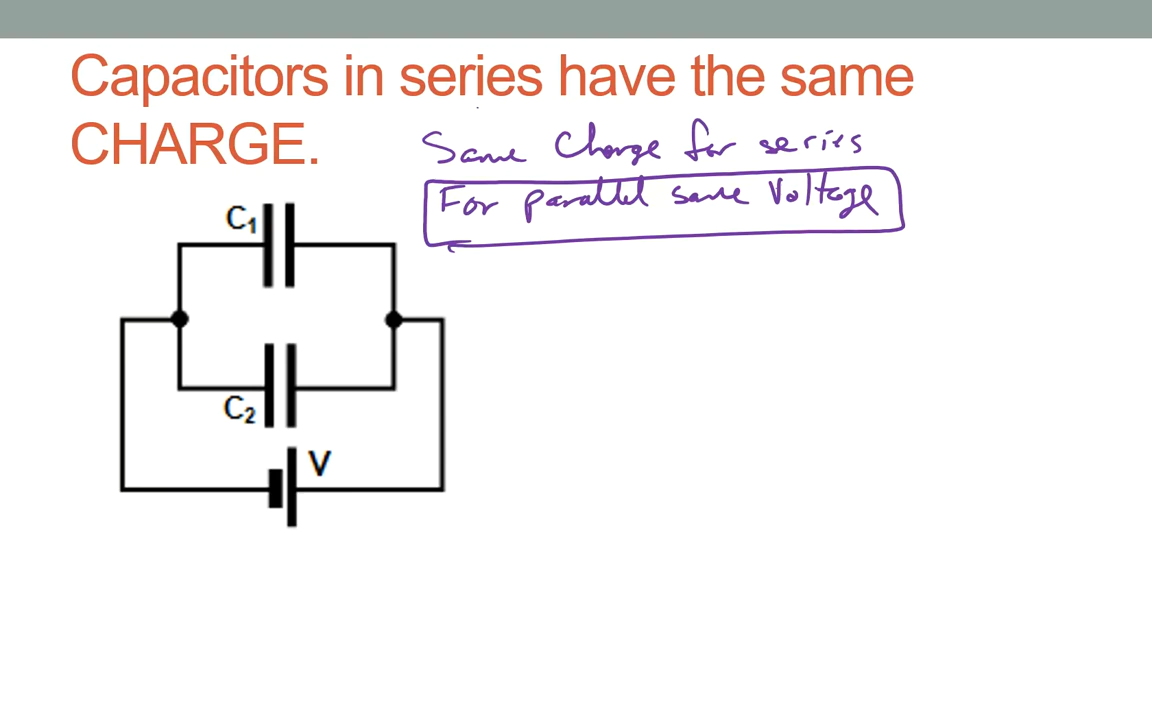 Capacitors in series have the same
CHARGE.
Same Charge for series
For parallel same Voltage
C₁
C₂
V